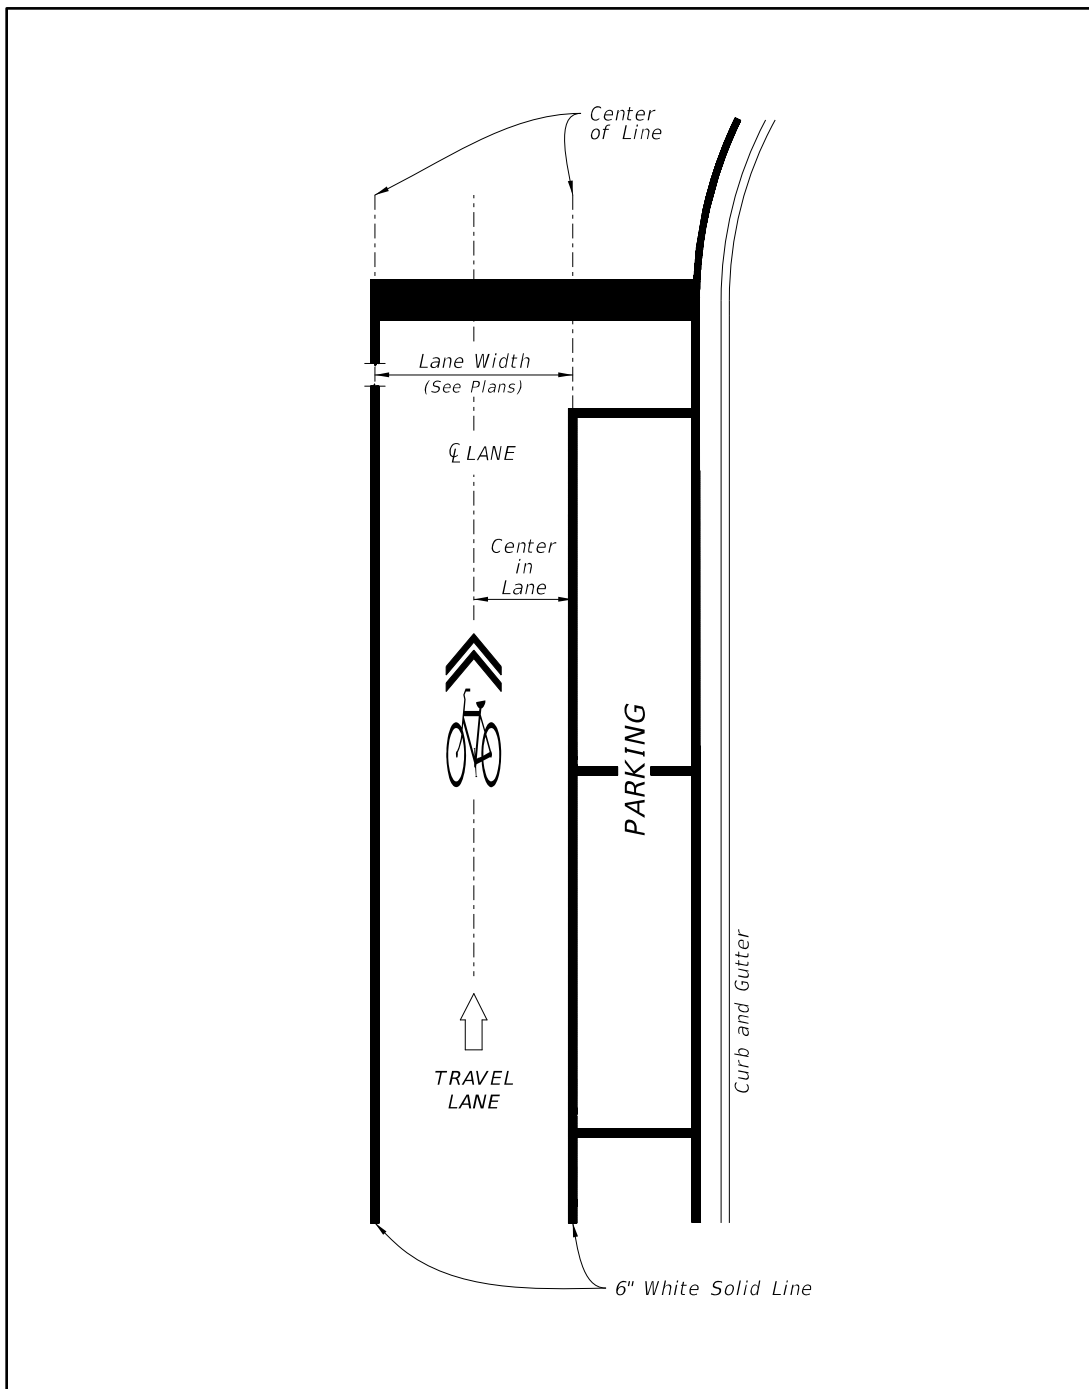 Center
of Line
Lane Width
(See Plans)
℄ LANE
Center
in
Lane
PARKING
Curb and Gutter
TRAVEL
LANE
6" White Solid Line